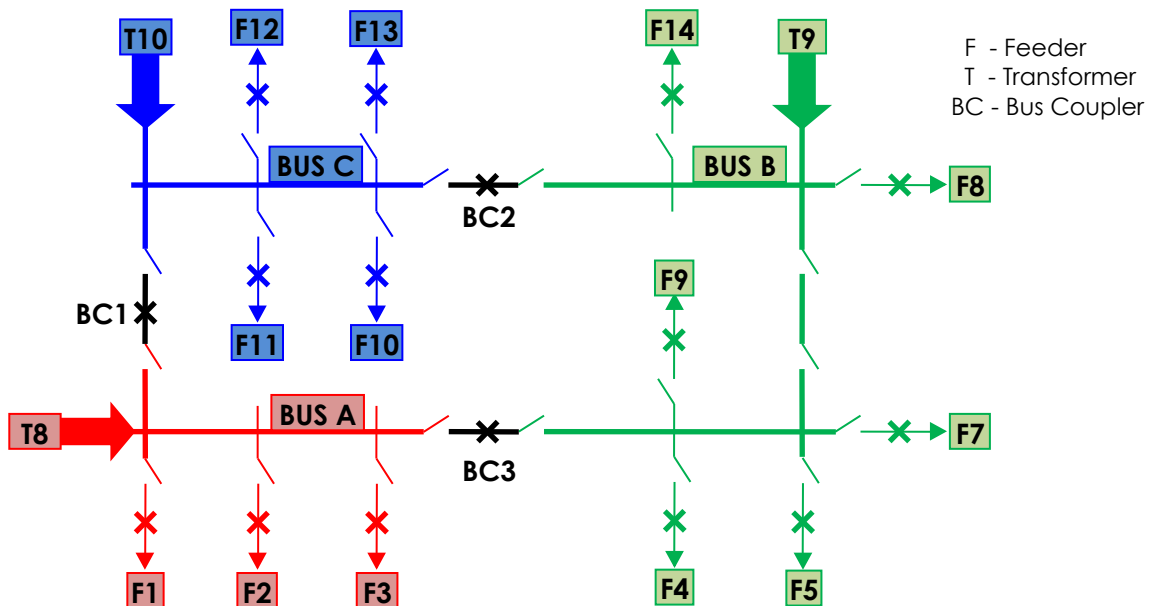 T10
F12
F13
F14
T9
F - Feeder
T - Transformer
BC - Bus Coupler
BUS C
BUS B
F8
BC2
F9
BC1
F11
F10
T8
BUS A
F7
BC3
F1
F2
F3
F4
F5